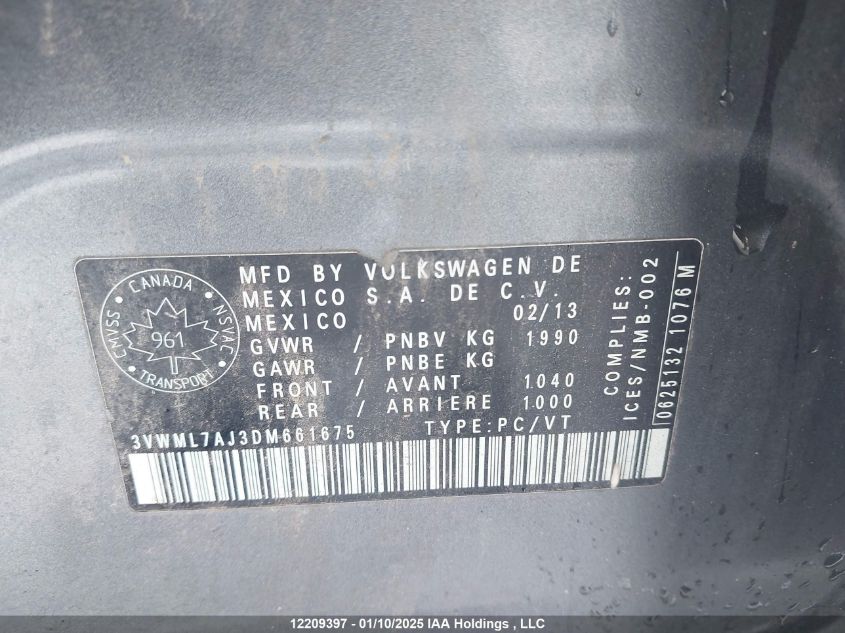 CANADA
CMVSS
NSVAC
961
TRANSPORT
MFD BY VOLKSWAGEN DE
MEXICO S.A. DE C.V.
MEXICO 02/13
GVWR / PNBV KG 1990
GAWR / PNBE KG
FRONT / AVANT 1040
REAR / ARRIERE 1000
3VWML7AJ3DM661675 TYPE:PC/VT
COMPLIES:
ICES/NMB-002
0625132 1076 M
12209397 - 01/10/2025 IAA Holdings , LLC